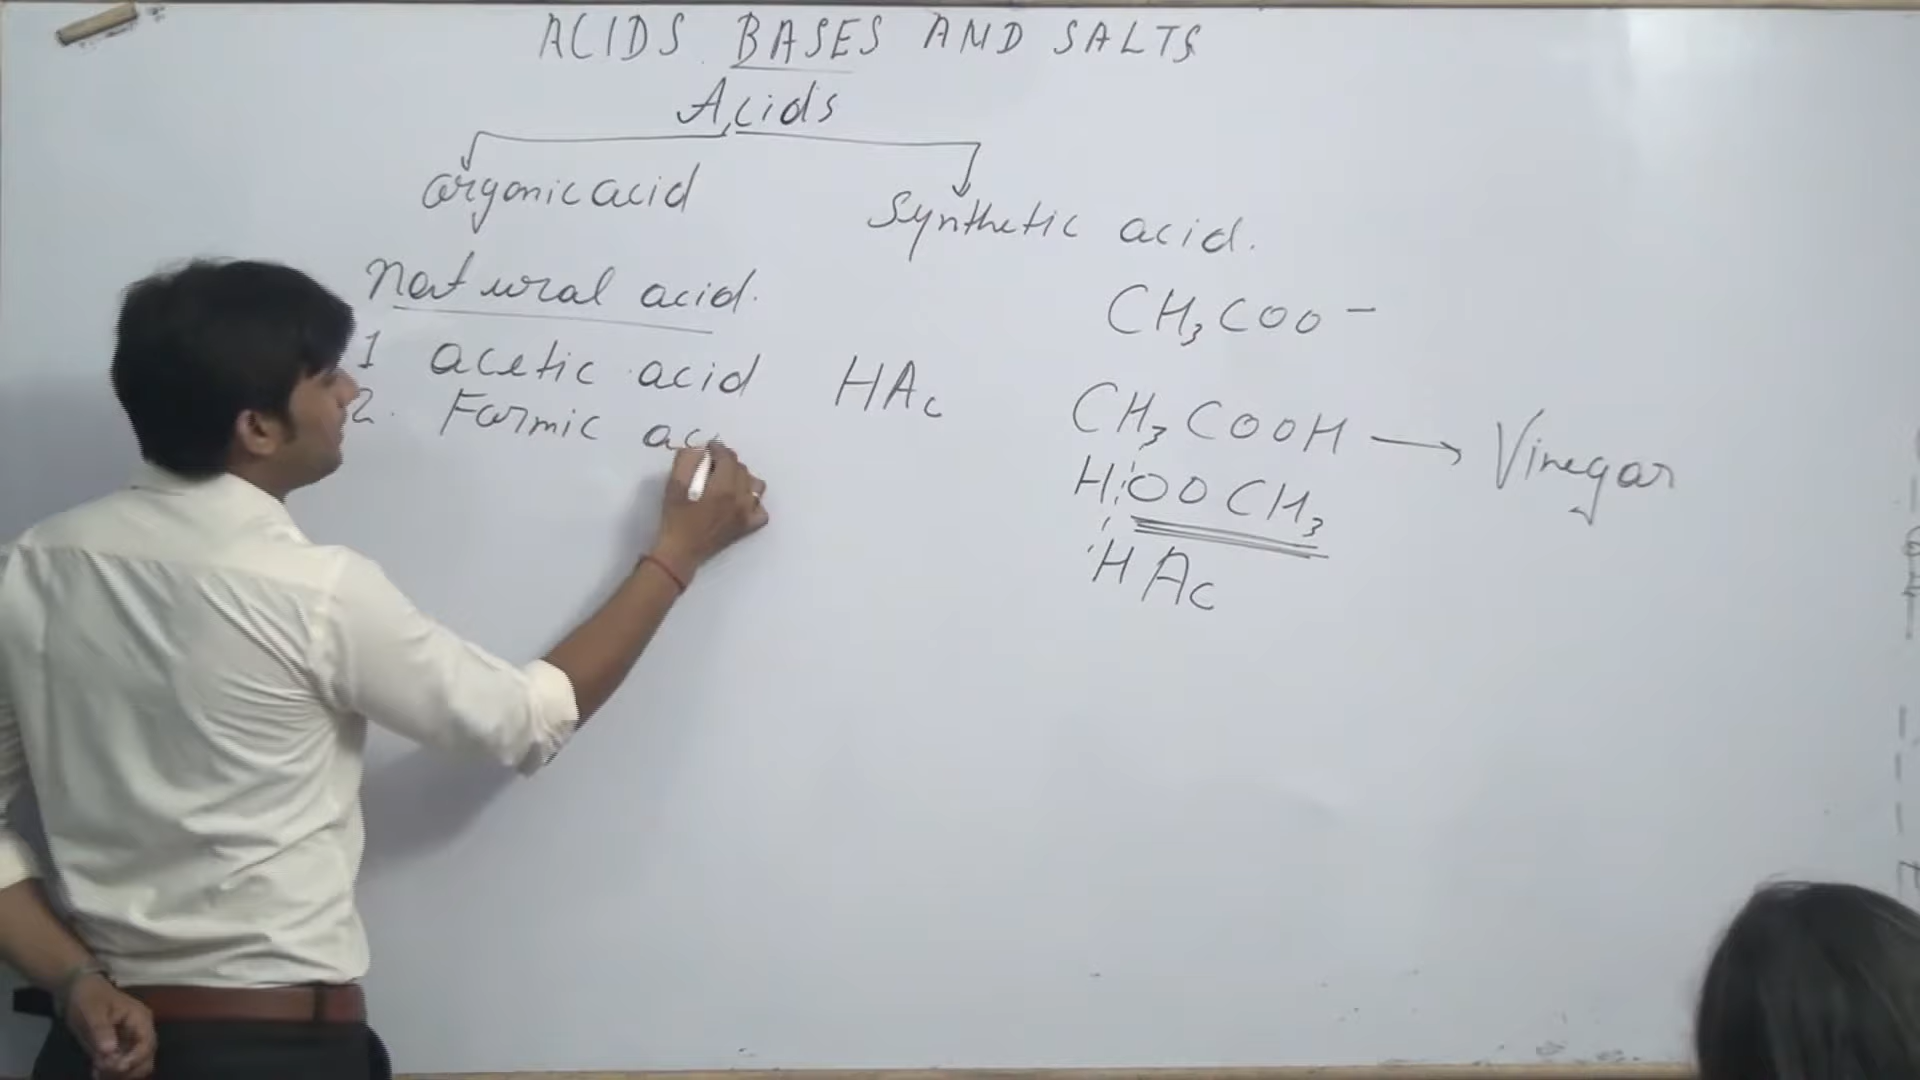 ACIDS BASES AND SALTS
Acids
organic acid
Synthetic acid.
Natural acid.
1 acetic acid HAc
2. Formic ac
CH3COO-
CH3COOH → Vinegar
HOOCH3
HAc